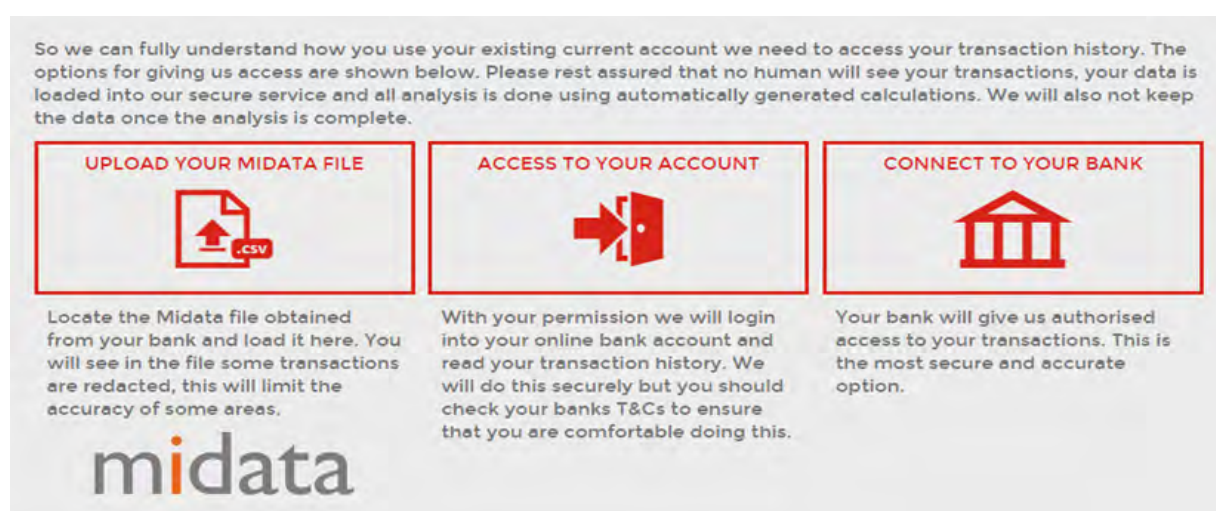 So we can fully understand how you use your existing current account we need to access your transaction history. The
options for giving us access are shown below. Please rest assured that no human will see your transactions, your data is
loaded into our secure service and all analysis is done using automatically generated calculations. We will also not keep
the data once the analysis is complete.
UPLOAD YOUR MIDATA FILE
.csv
Locate the Midata file obtained
from your bank and load it here. You
will see in the file some transactions
are redacted, this will limit the
accuracy of some areas.
midata
ACCESS TO YOUR ACCOUNT
With your permission we will login
into your online bank account and
read your transaction history. We
will do this securely but you should
check your banks T&Cs to ensure
that you are comfortable doing this.
CONNECT TO YOUR BANK
Your bank will give us authorised
access to your transactions. This is
the most secure and accurate
option.